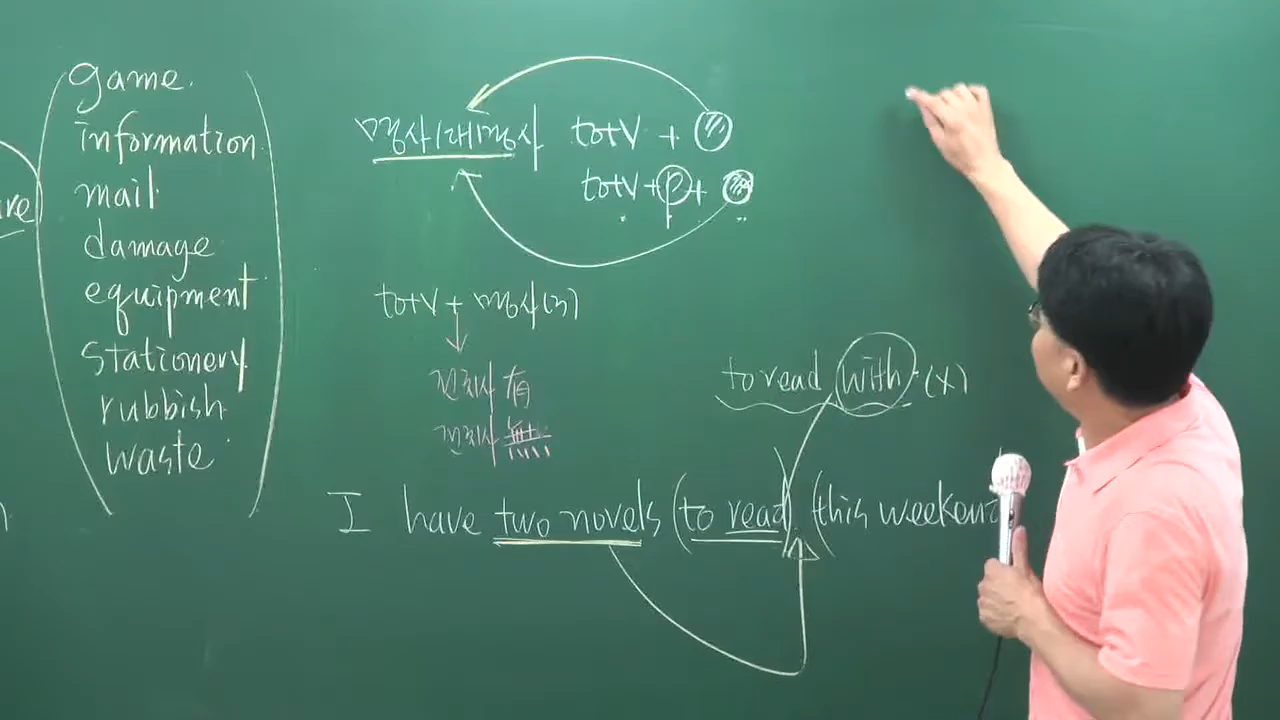 game.
information
mail
damage
equipment
stationery
rubbish
waste
명사/대명사 to+V +
to+V+p+
to+V + 명사(n)
전치사 有
전치사 無
to read with (X)
I have two novels (to read) (this weekend